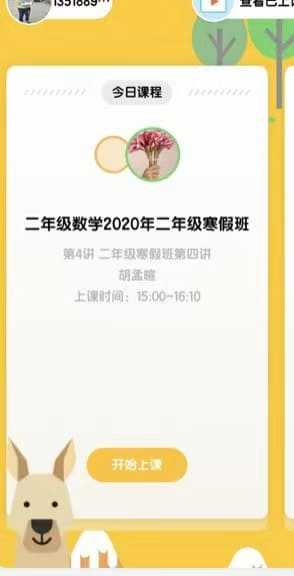 1351889···
今日课程
二年级数学2020年二年级寒假班
第4讲 二年级寒假班第四讲
胡孟暄
上课时间：15:00~16:10
开始上课